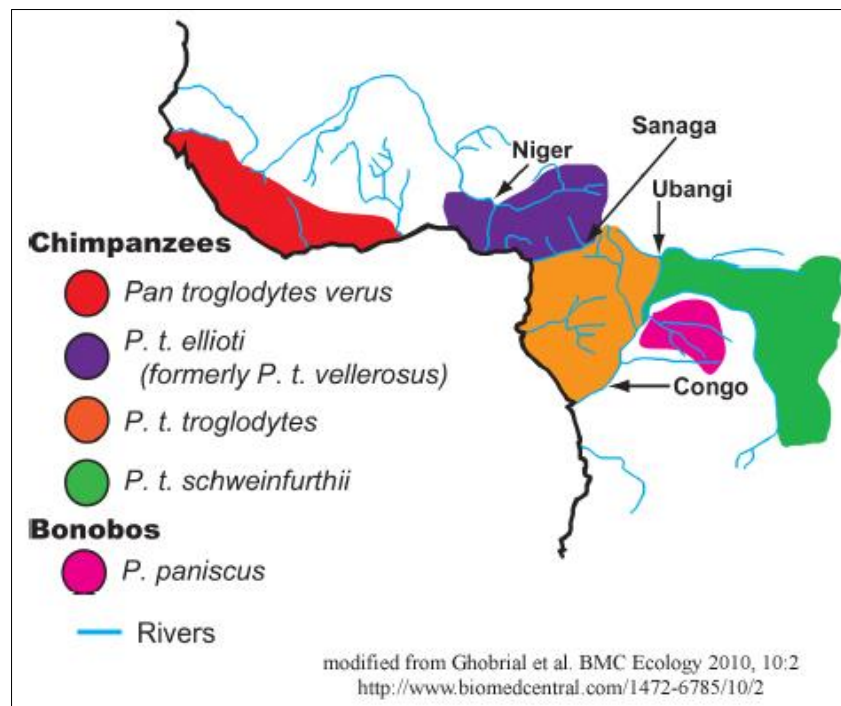 Sanaga
Niger
Ubangi
Chimpanzees
Pan troglodytes verus
P. t. ellioti
(formerly P. t. vellerosus)
Congo
P. t. troglodytes
P. t. schweinfurthii
Bonobos
P. paniscus
Rivers
modified from Ghobrial et al. BMC Ecology 2010, 10:2
http://www.biomedcentral.com/1472-6785/10/2